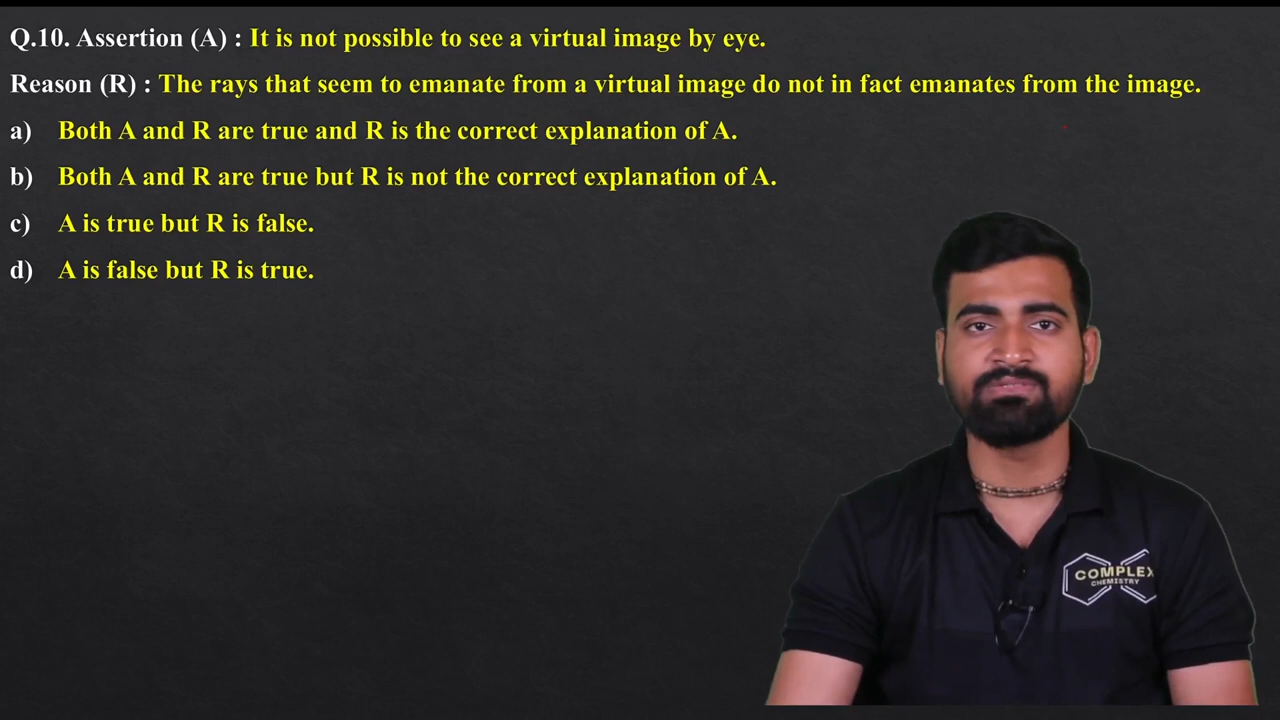 Q.10. Assertion (A) : It is not possible to see a virtual image by eye.
Reason (R) : The rays that seem to emanate from a virtual image do not in fact emanates from the image.
a) Both A and R are true and R is the correct explanation of A.
b) Both A and R are true but R is not the correct explanation of A.
c) A is true but R is false.
d) A is false but R is true.
COMPLEX
CHEMISTRY